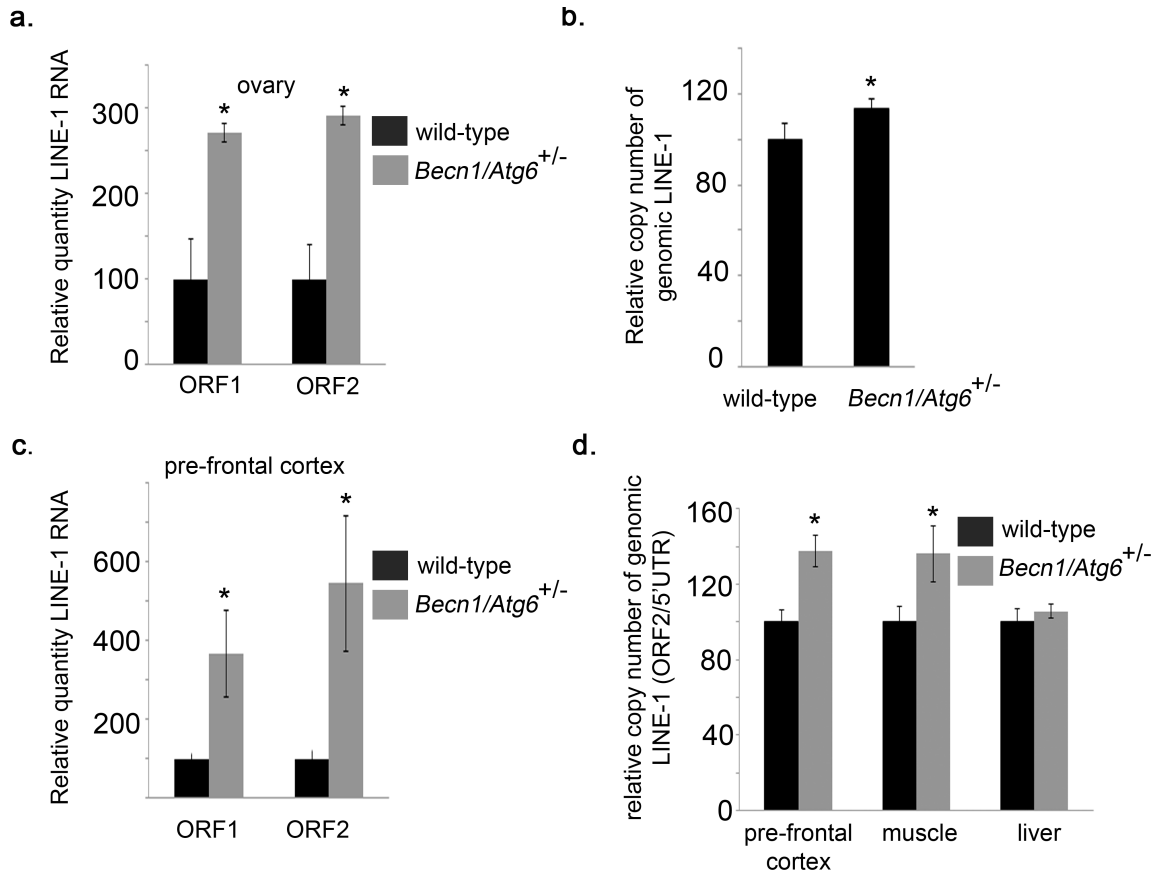 a.
Relative quantity LINE-1 RNA
ovary
300
200
100
0
*
*
ORF1
ORF2
wild-type
Becn1/Atg6+/-
b.
Relative copy number of
genomic LINE-1
120
80
40
0
*
wild-type
Becn1/Atg6+/-
c.
Relative quantity LINE-1 RNA
pre-frontal cortex
600
400
200
*
*
ORF1
ORF2
wild-type
Becn1/Atg6+/-
d.
relative copy number of genomic
LINE-1 (ORF2/5'UTR)
160
120
80
40
0
*
*
wild-type
Becn1/Atg6+/-
pre-frontal
cortex
muscle
liver